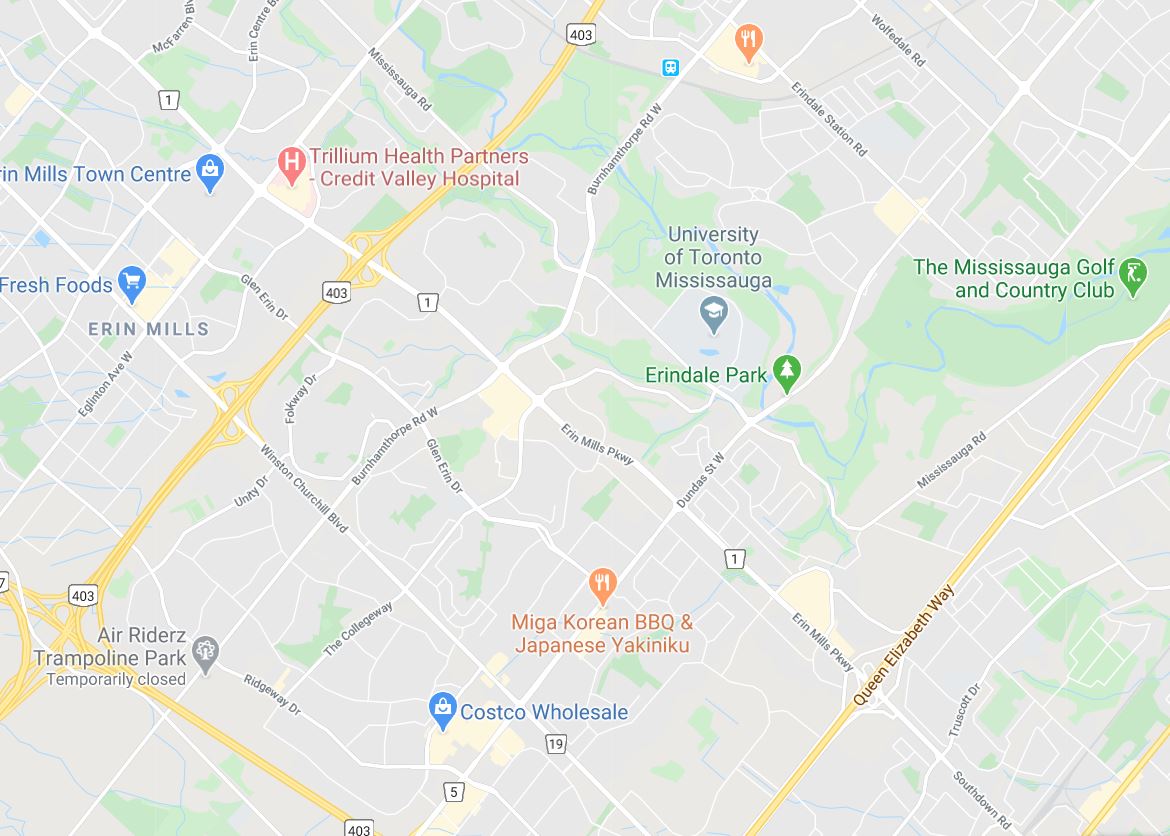 McFarren Blv
Erin Centre B
403
Wolfedale Rd
Mississauga Rd
1
Erindale Station Rd
Burnhamthorpe Rd W
rin Mills Town Centre
Trillium Health Partners
- Credit Valley Hospital
University
of Toronto
Mississauga
The Mississauga Golf
and Country Club
Fresh Foods
Glen Erin Dr
403
1
ERIN MILLS
Eglinton Ave W
Folkway Dr
Erindale Park
Burnhamthorpe Rd W
Glen Erin Dr
Erin Mills Pkwy
Mississauga Rd
Winston Churchill Blvd
Unity Dr
Dundas St W
1
7
403
Queen Elizabeth Way
Air Riderz
Trampoline Park
Temporarily closed
The Collegeway
Miga Korean BBQ &
Japanese Yakiniku
Erin Mills Pkwy
Ridgeway Dr
Costco Wholesale
Truscott Dr
19
5
Southdown Rd
403